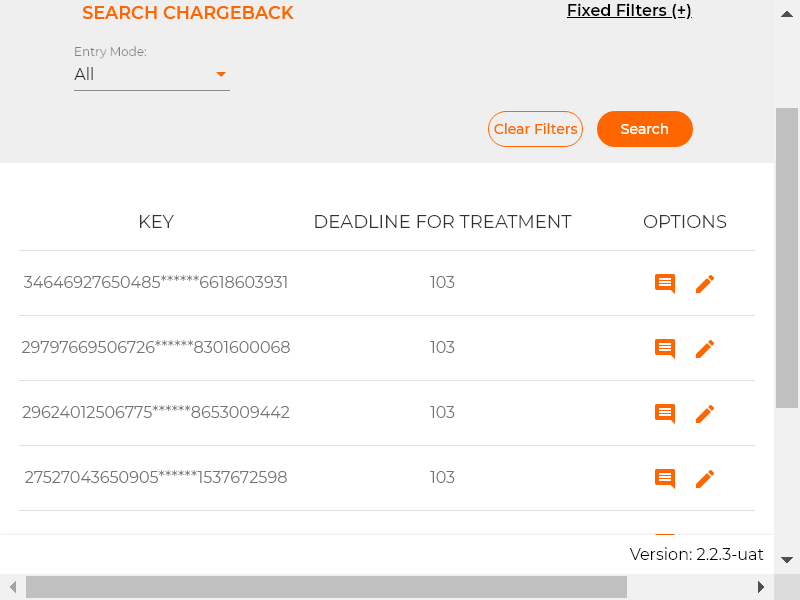 SEARCH CHARGEBACK
Fixed Filters (+)
Entry Mode:
All
Clear Filters
Search
KEY DEADLINE FOR TREATMENT OPTIONS
34646927650485******6618603931 103
29797669506726******8301600068 103
29624012506775******8653009442 103
27527043650905******1537672598 103
Version: 2.2.3-uat